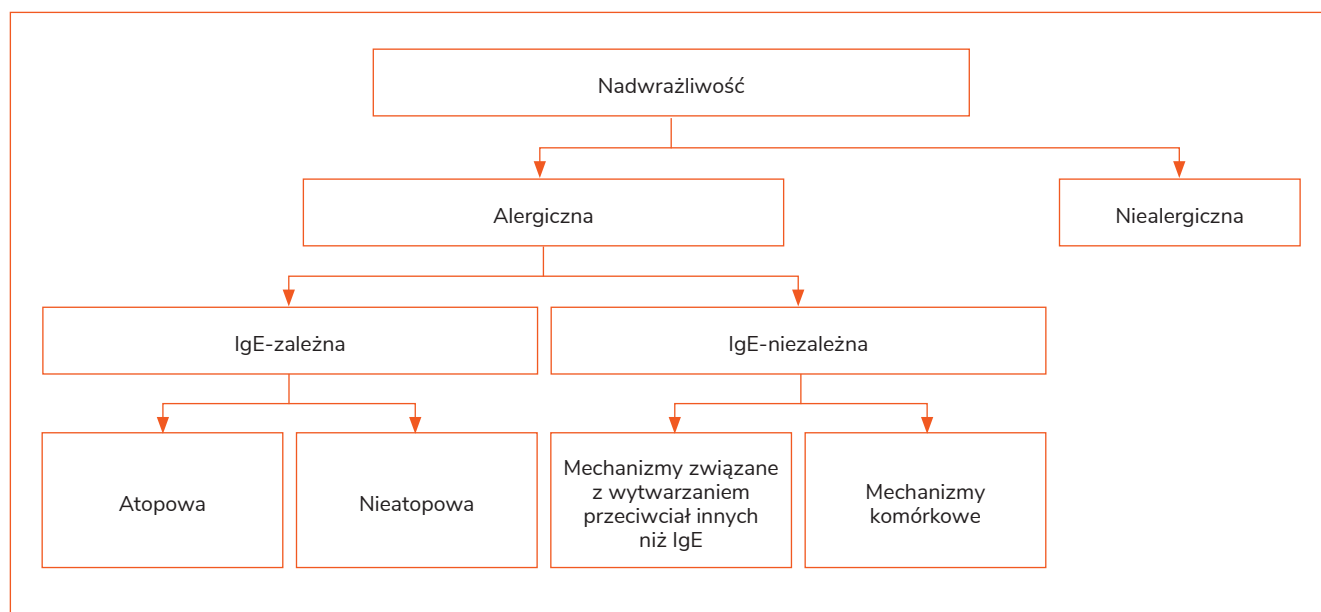 Nadwrażliwość
Alergiczna
Niealergiczna
IgE-zależna
IgE-niezależna
Atopowa
Nieatopowa
Mechanizmy związane
z wytwarzaniem
przeciwciał innych
niż IgE
Mechanizmy
komórkowe